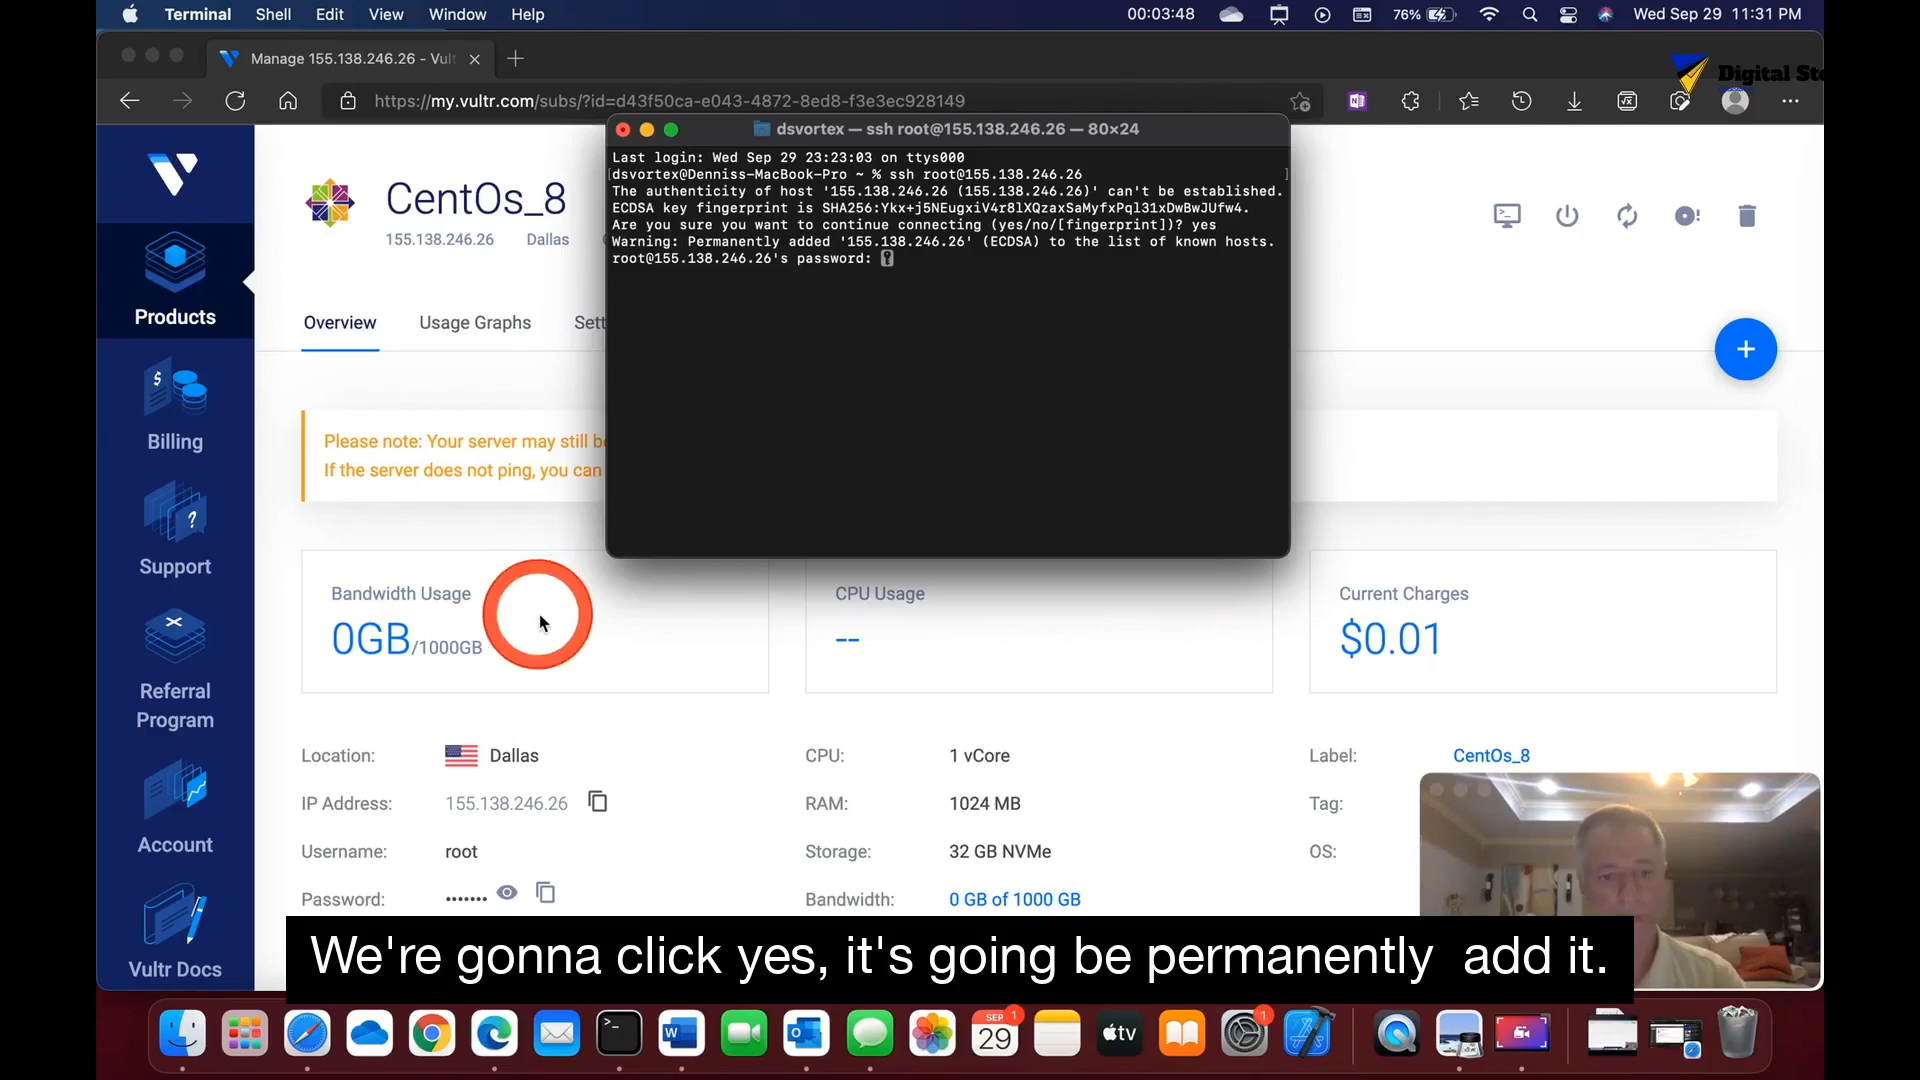 Terminal Shell Edit View Window Help 00:03:48 76% Wed Sep 29 11:31 PM
Manage 155.138.246.26 - Vult
Digital Sto
https://my.vultr.com/subs/?id=d43f50ca-e043-4872-8ed8-f3e3ec928149
dsvortex — ssh root@155.138.246.26 — 80×24
Last login: Wed Sep 29 23:23:03 on ttys000
dsvortex@Denniss-MacBook-Pro ~ % ssh root@155.138.246.26
The authenticity of host '155.138.246.26 (155.138.246.26)' can't be established.
ECDSA key fingerprint is SHA256:Ykx+j5NEugxiV4r8lXQzaxSaMyfxPql31xDwBwJUfw4.
Are you sure you want to continue connecting (yes/no/[fingerprint])? yes
Warning: Permanently added '155.138.246.26' (ECDSA) to the list of known hosts.
root@155.138.246.26's password:
CentOs_8
155.138.246.26 Dallas
Overview Usage Graphs Sett
Please note: Your server may still be
If the server does not ping, you can
Products
Billing
Support
Referral
Program
Account
Vultr Docs
Bandwidth Usage
0GB/1000GB
CPU Usage
--
Current Charges
$0.01
Location: Dallas
IP Address: 155.138.246.26
Username: root
Password: •••••••
CPU: 1 vCore
RAM: 1024 MB
Storage: 32 GB NVMe
Bandwidth: 0 GB of 1000 GB
Label: CentOs_8
Tag:
OS:
We're gonna click yes, it's going be permanently add it.
SEP
29
1
tv
1